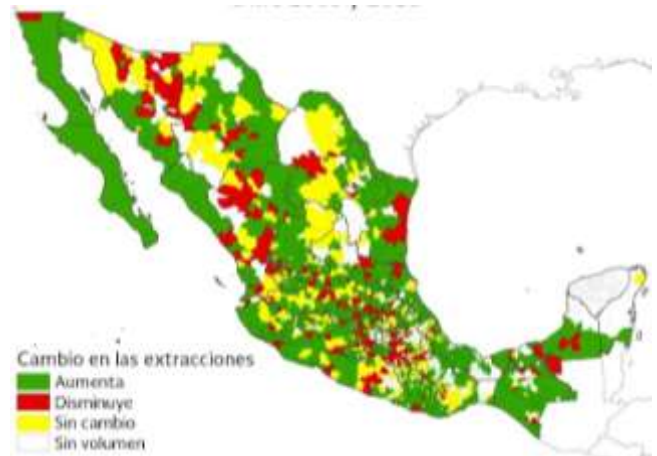 Cambio en las extracciones
Aumenta
Disminuye
Sin cambio
Sin volumen